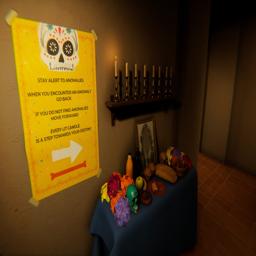 STAY ALERT TO ANOMALIES
WHEN YOU ENCOUNTER AN ANOMALY
GO BACK
IF YOU DO NOT FIND ANOMALIES
MOVE FORWARD
EVERY LIT CANDLE
IS A STEP TOWARDS YOUR DESTINY